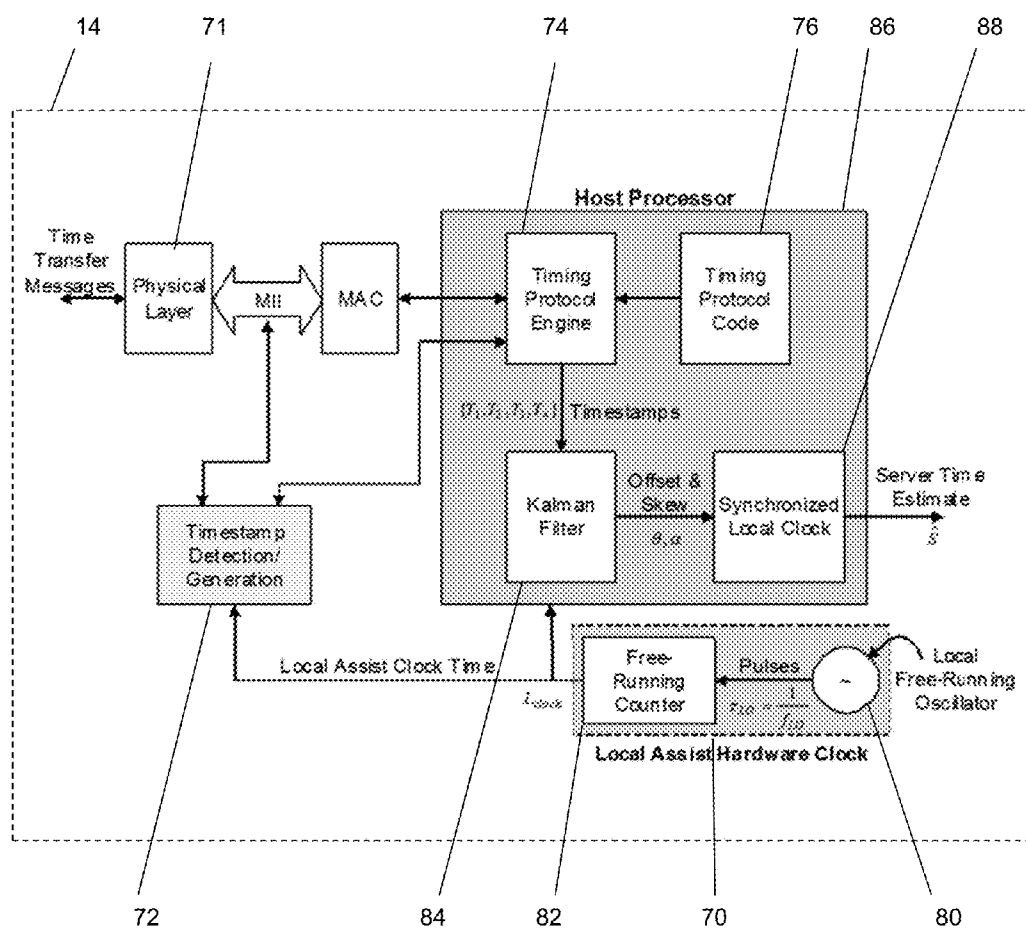 14
71
74
76
86
88
Host Processor
Time
Transfer
Messages
Physical
Layer
MII
MAC
Timing
Protocol
Engine
Timing
Protocol
Code
Timestamps
Kalman
Filter
Offset &
Skew
θ, α
Synchronized
Local Clock
Server Time
Estimate
ŝ
Timestamp
Detection/
Generation
Local Assist Clock Time
Free-
Running
Counter
Pulses
~
Local
Free-Running
Oscillator
Local Assist Hardware Clock
72
84
82
70
80